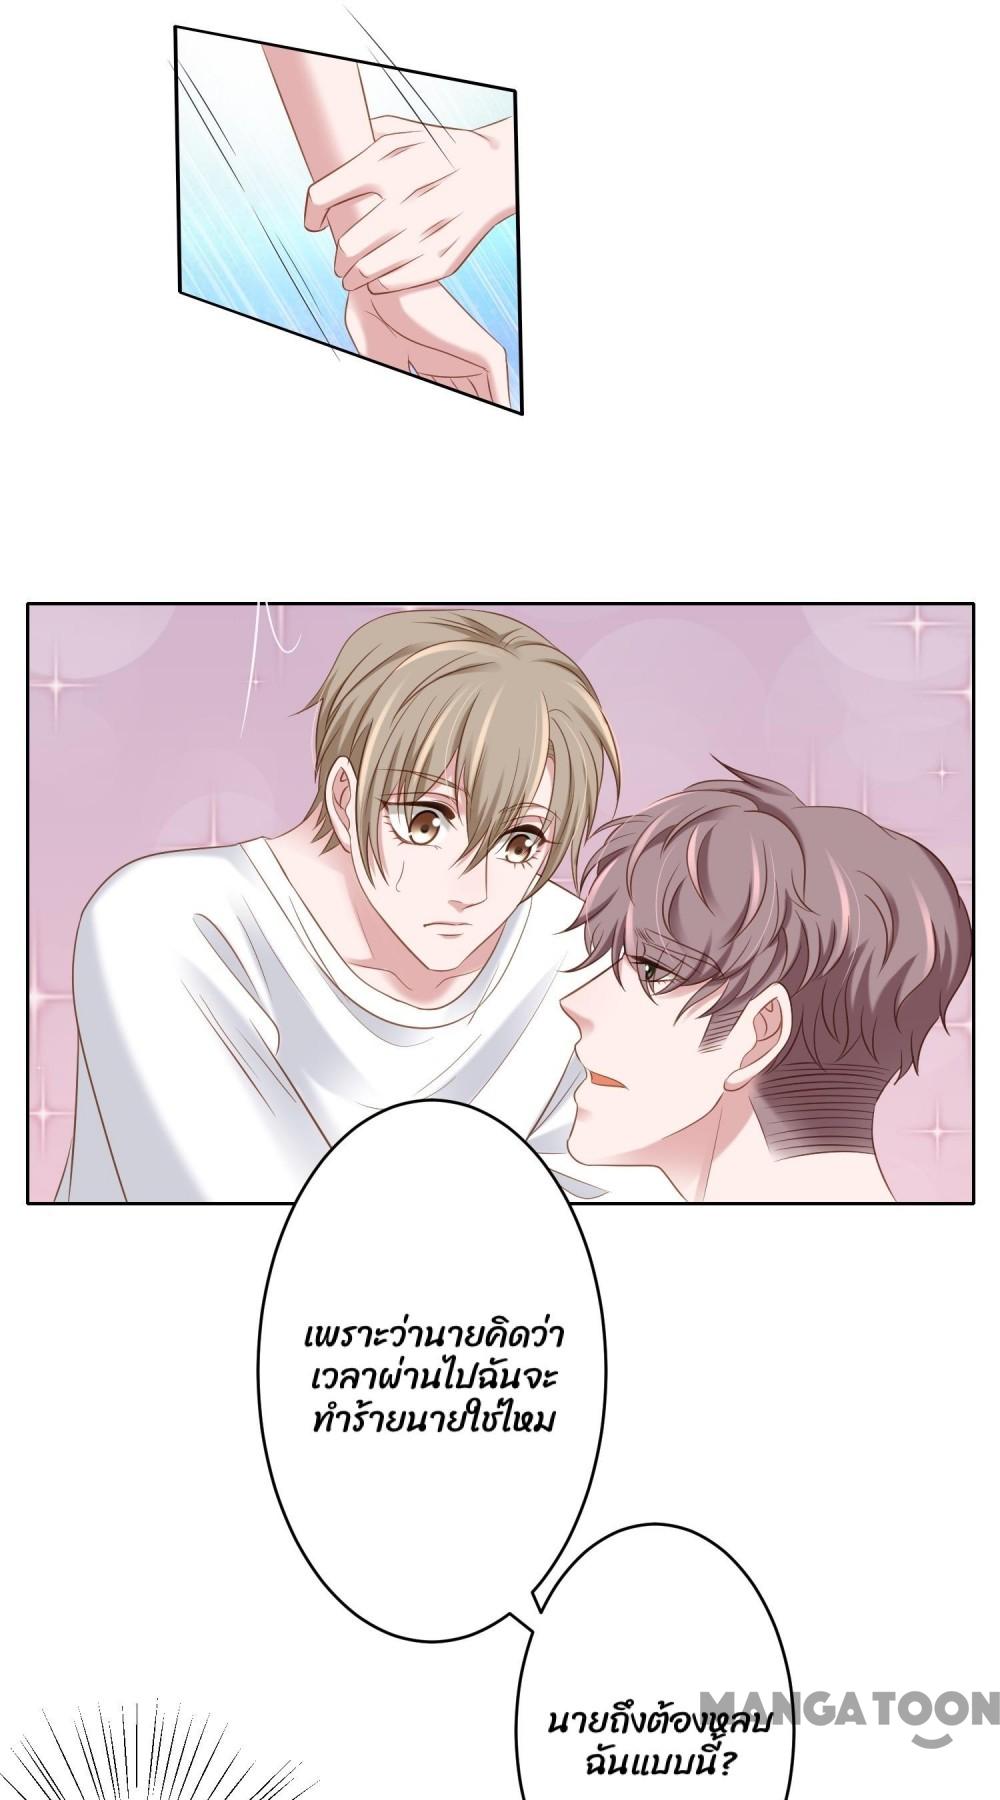 เพราะว่านายคิดว่า
เวลาผ่านไปฉันจะ
ทำร้ายนายใช่ไหม
นายถึงต้องหลบ
ฉันแบบนี้?
MANGATOON